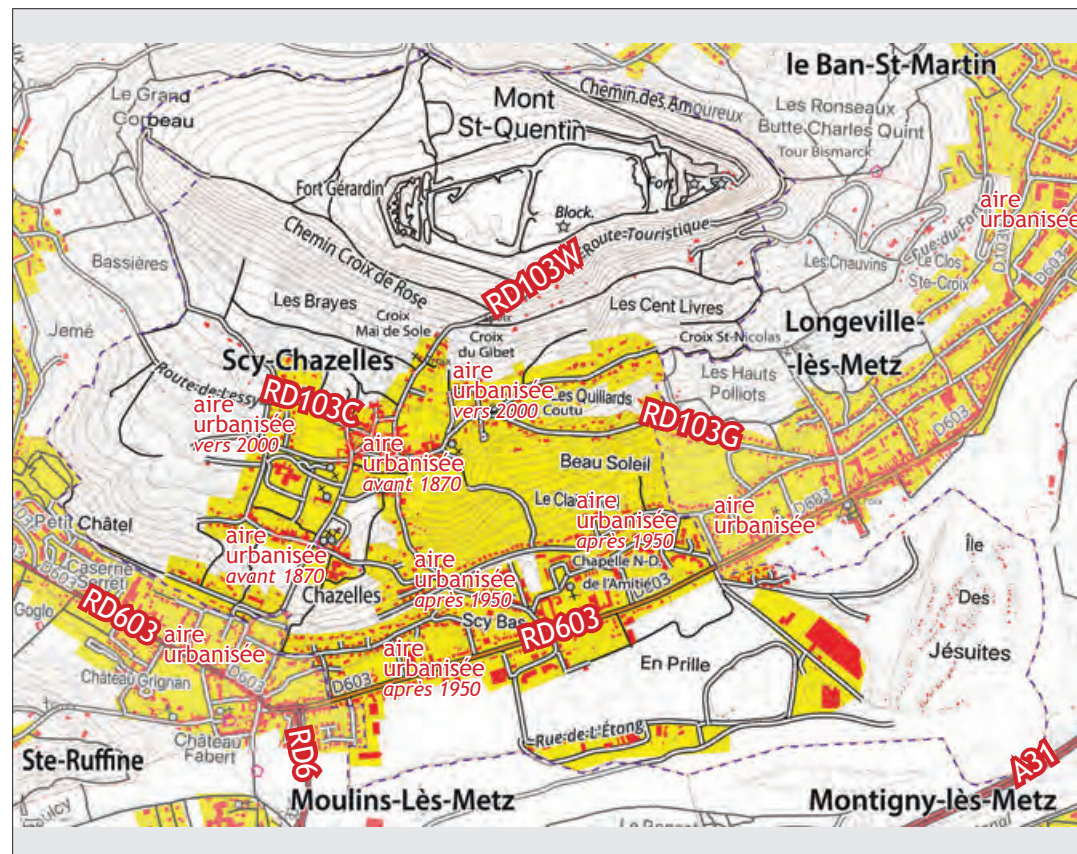 le Ban-St-Martin
Le Grand
Corbeau
Mont
St-Quentin
Chemin des Amoureux
Les Ronseaux
Butte Charles Quint
Tour Bismarck
Fort Gérardin
Fort
Block.
aire
urbanisée
Route Touristique
RD103W
Rue du Fort
D103
D603
Les Chauvins
Le Clos
Ste-Croix
Bassières
Chemin Croix de Rose
Les Brayes
Les Cent Livres
Jemé
Croix
Mai de Sole
Croix
du Gibet
Croix St-Nicolas
Longeville-
-lès-Metz
Scy-Chazelles
Route de Lessy
RD103C
aire
urbanisée
vers 2000
aire
urbanisée
vers 2000
Les Quillards
Coutu
Les Hauts
Polliots
RD103G
D603
aire
urbanisée
avant 1870
Beau Soleil
Le Cla
aire
urbanisée
après 1950
aire
urbanisée
D603
Petit Châtel
aire
urbanisée
avant 1870
Caserne
Serret
D603
Chazelles
aire
urbanisée
après 1950
Chapelle N-D.
de l'Amitié
D603
Île
Des
Jésuites
Goglo
RD603
aire
urbanisée
Scy Bas
RD603
Château Grignan
D603
D603
aire
urbanisée
après 1950
En Prille
Château
Fabert
RD6
Rue de L'Étong
Ste-Ruffine
A31
Moulins-Lès-Metz
Montigny-lès-Metz